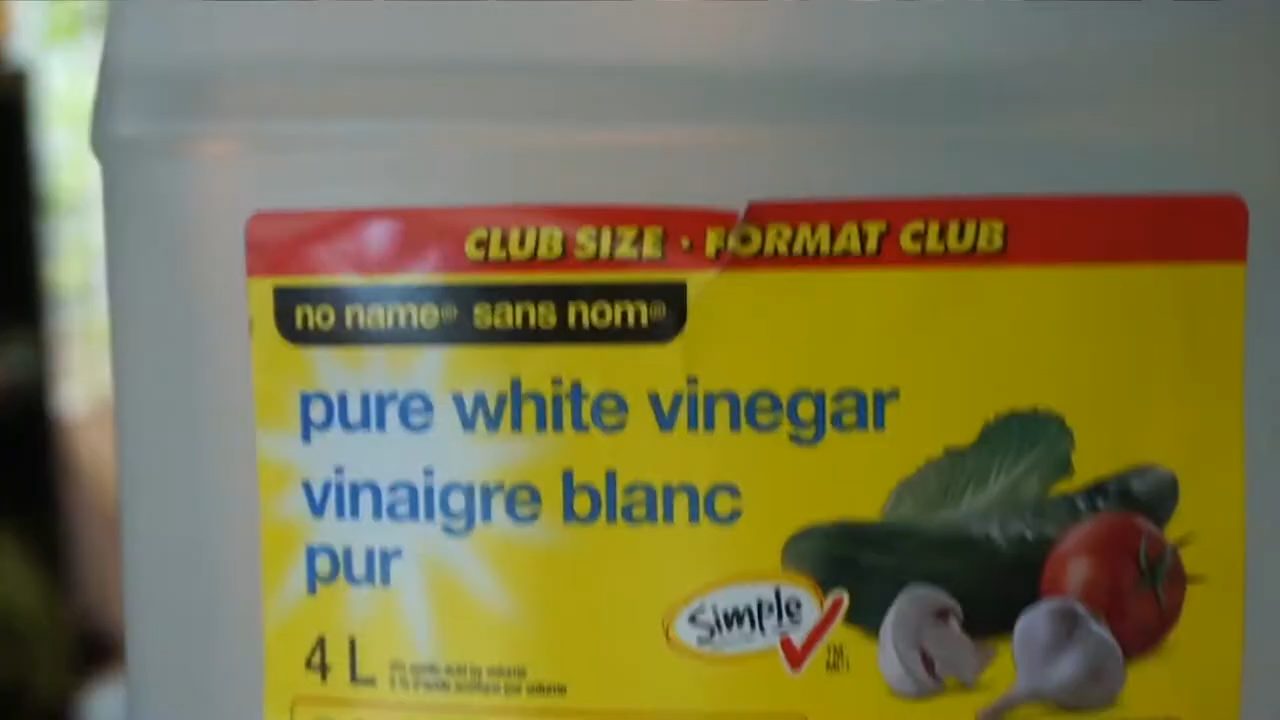 CLUB SIZE · FORMAT CLUB
no name® sans nom®
pure white vinegar
vinaigre blanc
pur
Simple
4 L